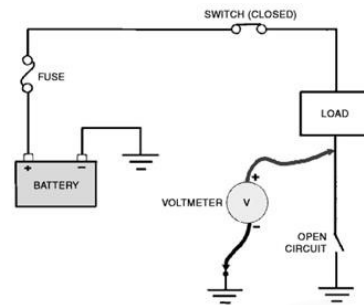 SWITCH (CLOSED)
FUSE
LOAD
+ −
BATTERY
+
VOLTMETER
V
−
OPEN
CIRCUIT